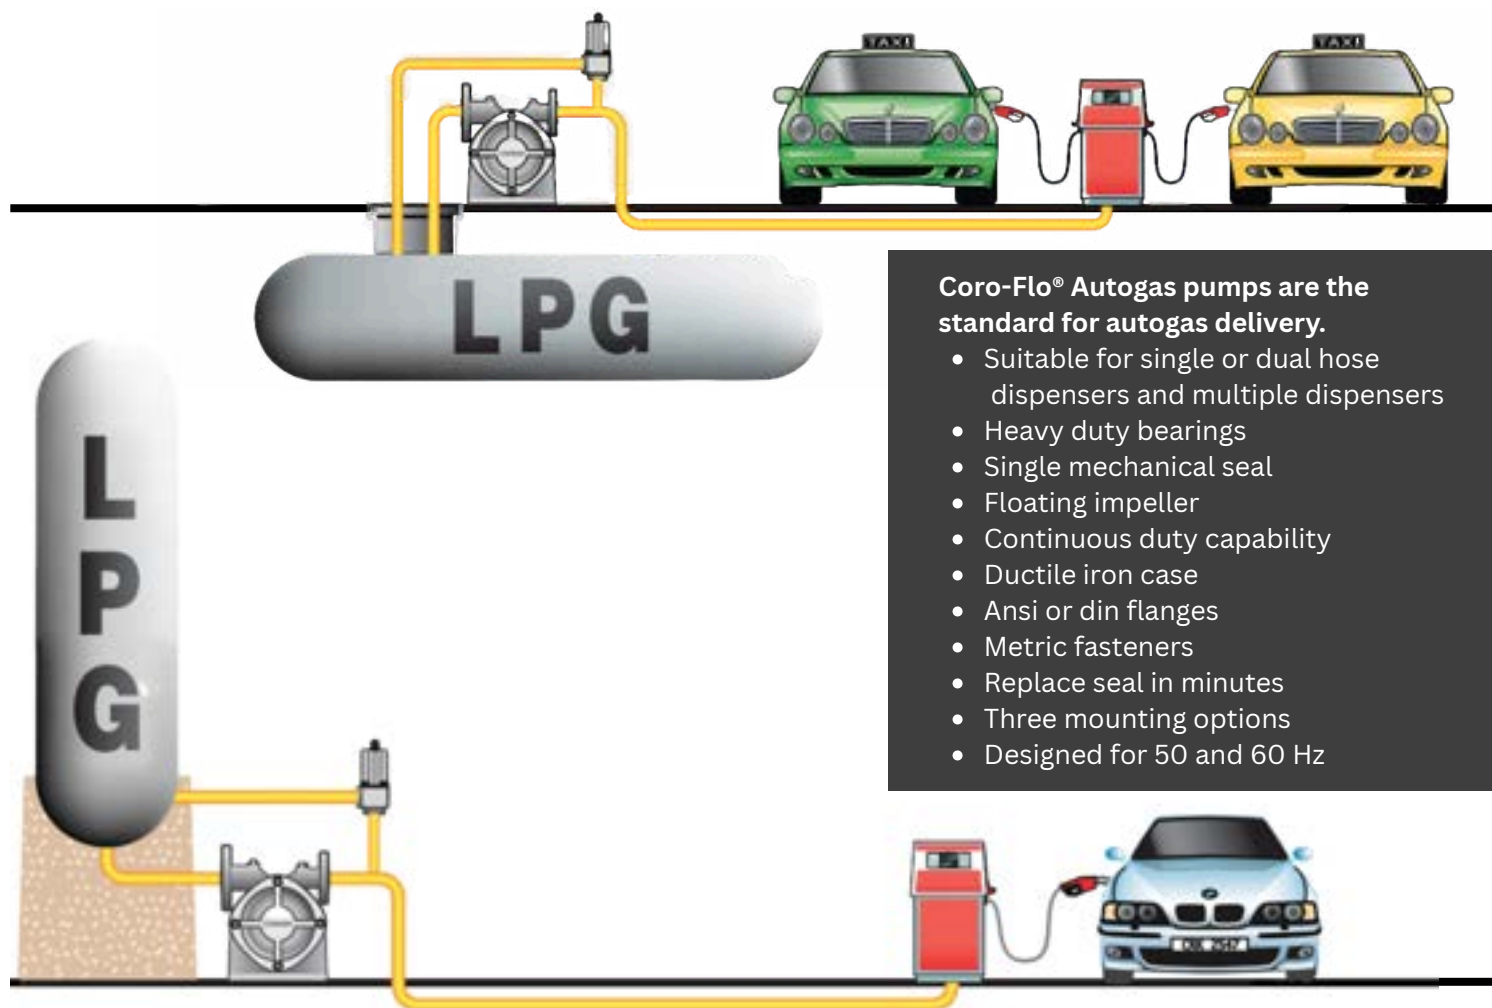 TAXI
TAXI
LPG
Coro-Flo® Autogas pumps are the
standard for autogas delivery.
• Suitable for single or dual hose
dispensers and multiple dispensers
• Heavy duty bearings
• Single mechanical seal
• Floating impeller
• Continuous duty capability
• Ductile iron case
• Ansi or din flanges
• Metric fasteners
• Replace seal in minutes
• Three mounting options
• Designed for 50 and 60 Hz
L
P
G